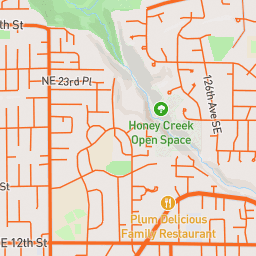 th St
NE 23rd Pl
126th Ave SE
Honey Creek
Open Space
St
Plum Delicious
Family Restaurant
E 12th St